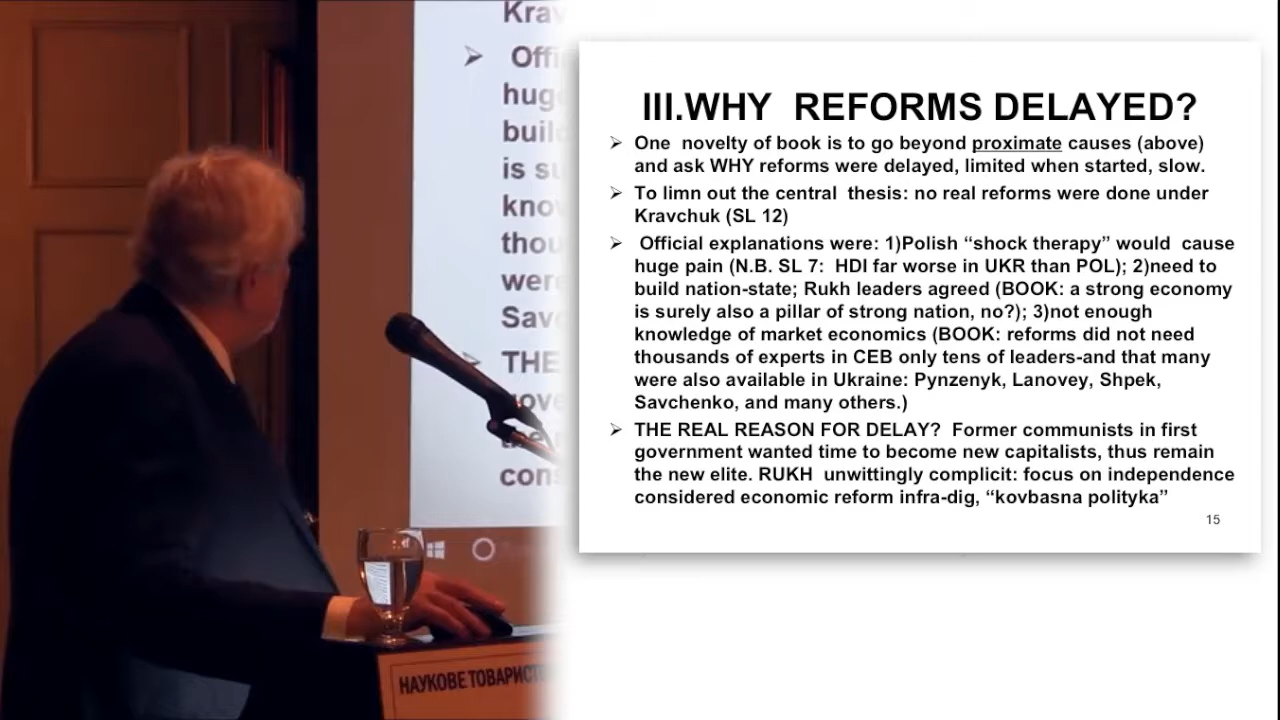 Krav
Offi
huge
buil
is su
know
thou
were
Savc
THE
gove
the
cons
НАУКОВЕ ТОВАРИСТ
III.WHY REFORMS DELAYED?
One novelty of book is to go beyond proximate causes (above)
and ask WHY reforms were delayed, limited when started, slow.
To limn out the central thesis: no real reforms were done under
Kravchuk (SL 12)
Official explanations were: 1)Polish “shock therapy” would cause
huge pain (N.B. SL 7: HDI far worse in UKR than POL); 2)need to
build nation-state; Rukh leaders agreed (BOOK: a strong economy
is surely also a pillar of strong nation, no?); 3)not enough
knowledge of market economics (BOOK: reforms did not need
thousands of experts in CEB only tens of leaders-and that many
were also available in Ukraine: Pynzenyk, Lanovey, Shpek,
Savchenko, and many others.)
THE REAL REASON FOR DELAY? Former communists in first
government wanted time to become new capitalists, thus remain
the new elite. RUKH unwittingly complicit: focus on independence
considered economic reform infra-dig, “kovbasna polityka”
15